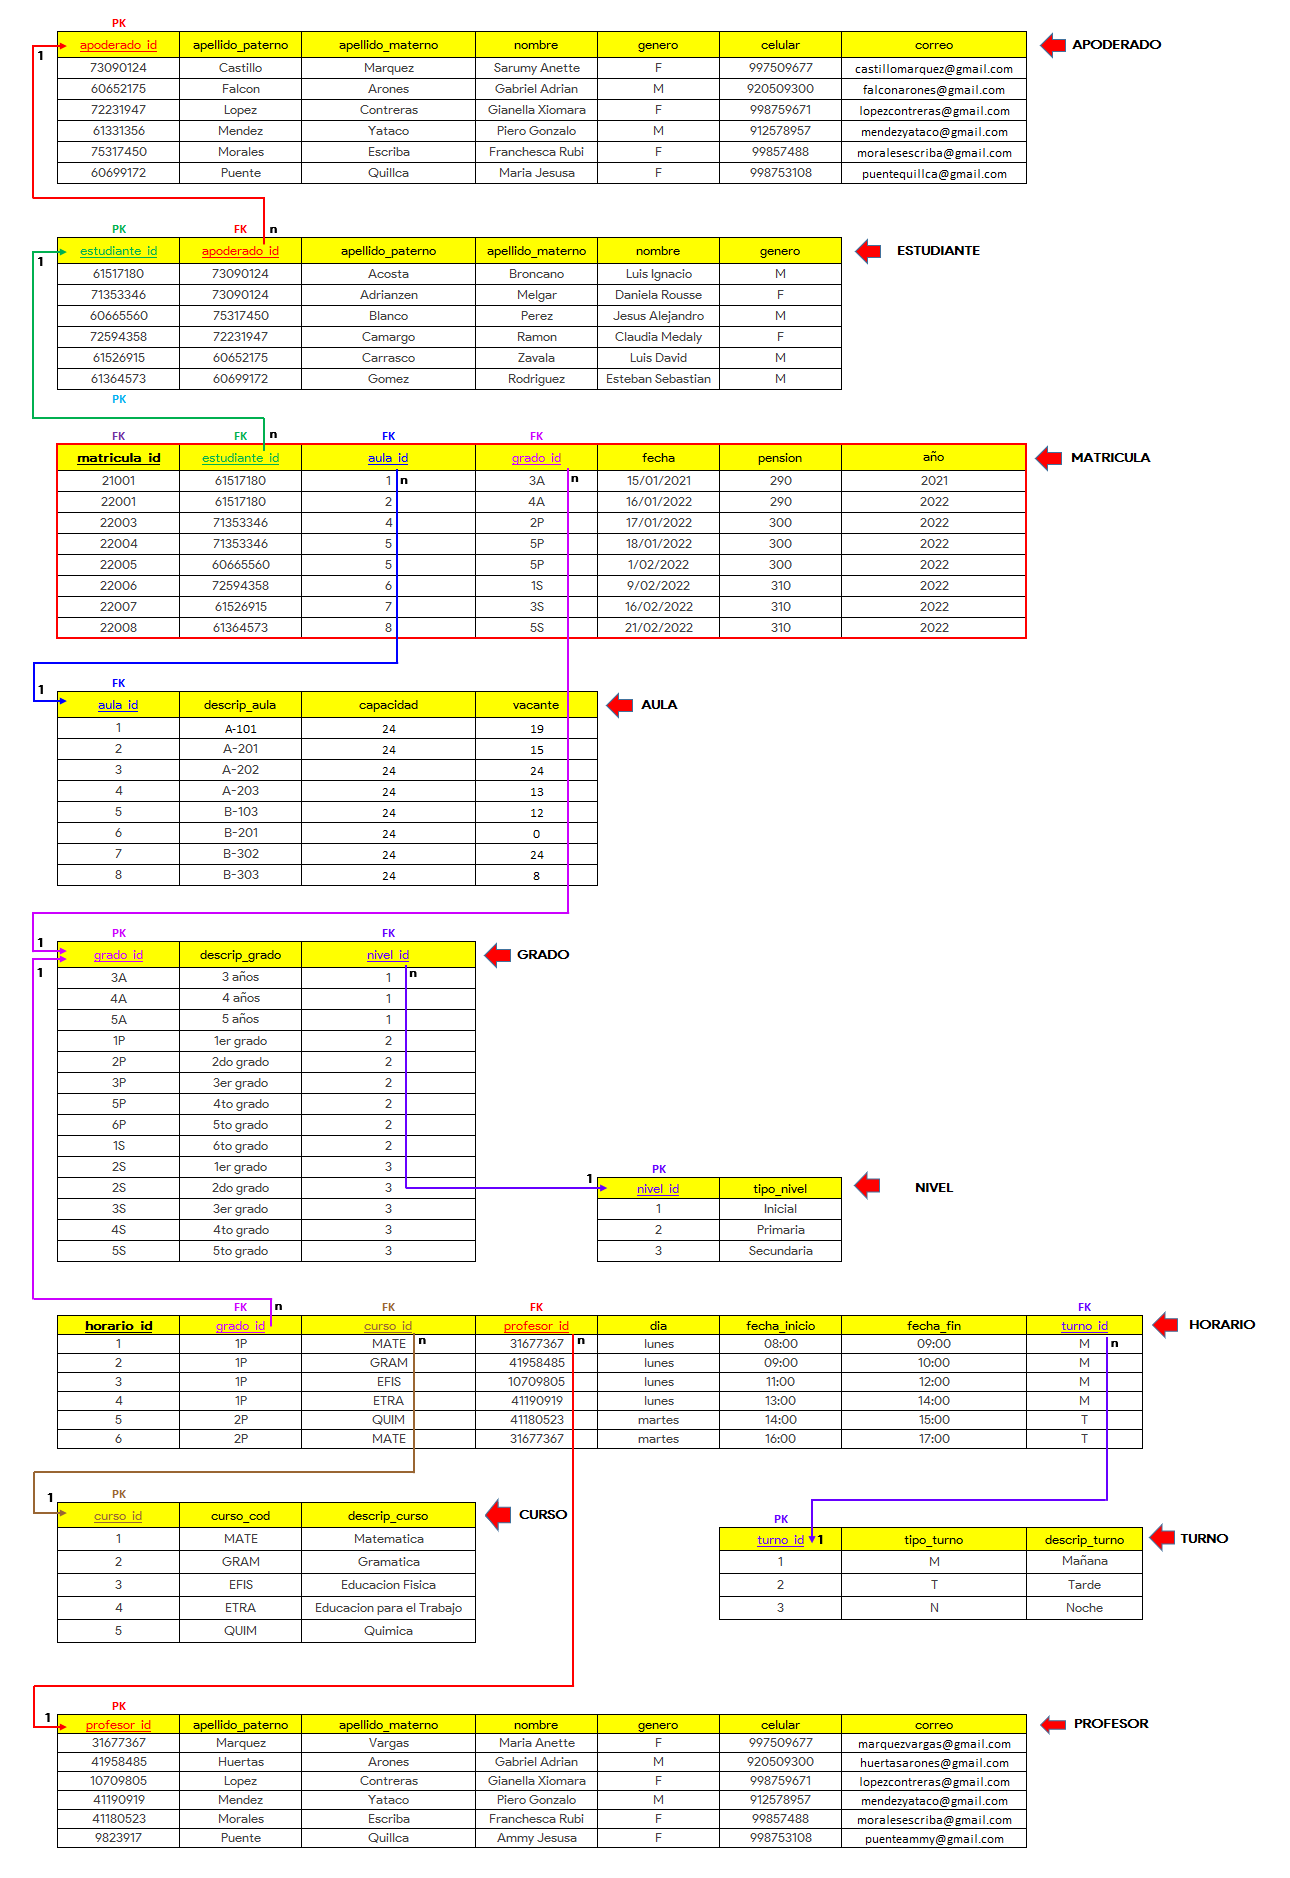 PK
apoderado_id apellido_paterno apellido_materno nombre genero celular correo APODERADO
1
73090124 Castillo Marquez Sarumy Anette F 997509677 castillomarquez@gmail.com
60652175 Falcon Arones Gabriel Adrian M 920509300 falconarones@gmail.com
72231947 Lopez Contreras Gianella Xiomara F 998759671 lopezcontreras@gmail.com
61331356 Mendez Yataco Piero Gonzalo M 912578957 mendezyataco@gmail.com
75317450 Morales Escriba Franchesca Rubi F 99857488 moralesescriba@gmail.com
60699172 Puente Quillca Maria Jesusa F 998753108 puentequillca@gmail.com
PK FK n
estudiante_id apoderado_id apellido_paterno apellido_materno nombre genero ESTUDIANTE
1
61517180 73090124 Acosta Broncano Luis Ignacio M
71353346 73090124 Adrianzen Melgar Daniela Rousse F
60665560 75317450 Blanco Perez Jesus Alejandro M
72594358 72231947 Camargo Ramon Claudia Medaly F
61526915 60652175 Carrasco Zavala Luis David M
61364573 60699172 Gomez Rodriguez Esteban Sebastian M
PK
FK FK n FK FK
matricula_id estudiante_id aula_id grado_id fecha pension año MATRICULA
21001 61517180 1 n 3A n 15/01/2021 290 2021
22001 61517180 2 4A 16/01/2022 290 2022
22003 71353346 4 2P 17/01/2022 300 2022
22004 71353346 5 5P 18/01/2022 300 2022
22005 60665560 5 5P 1/02/2022 300 2022
22006 72594358 6 1S 9/02/2022 310 2022
22007 61526915 7 3S 16/02/2022 310 2022
22008 61364573 8 5S 21/02/2022 310 2022
1 FK
aula_id descrip_aula capacidad vacante AULA
1 A-101 24 19
2 A-201 24 15
3 A-202 24 24
4 A-203 24 13
5 B-103 24 12
6 B-201 24 0
7 B-302 24 24
8 B-303 24 8
PK FK
1
grado_id descrip_grado nivel_id GRADO
1 n
3A 3 años 1
4A 4 años 1
5A 5 años 1
1P 1er grado 2
2P 2do grado 2
3P 3er grado 2
5P 4to grado 2
6P 5to grado 2
1S 6to grado 2
2S 1er grado 3
2S 2do grado 3
3S 3er grado 3
4S 4to grado 3
5S 5to grado 3
PK
1
nivel_id tipo_nivel NIVEL
1 Inicial
2 Primaria
3 Secundaria
FK n FK FK FK
horario_id grado_id curso_id profesor_id dia fecha_inicio fecha_fin turno_id HORARIO
1 1P MATE n 31677367 n lunes 08:00 09:00 M n
2 1P GRAM 41958485 lunes 09:00 10:00 M
3 1P EFIS 10709805 lunes 11:00 12:00 M
4 1P ETRA 41190919 lunes 13:00 14:00 M
5 2P QUIM 41180523 martes 14:00 15:00 T
6 2P MATE 31677367 martes 16:00 17:00 T
1 PK
curso_id curso_cod descrip_curso CURSO
1 MATE Matematica
2 GRAM Gramatica
3 EFIS Educacion Fisica
4 ETRA Educacion para el Trabajo
5 QUIM Quimica
PK
turno_id 1 tipo_turno descrip_turno TURNO
1 M Mañana
2 T Tarde
3 N Noche
PK
1
profesor_id apellido_paterno apellido_materno nombre genero celular correo PROFESOR
31677367 Marquez Vargas Maria Anette F 997509677 marquezvargas@gmail.com
41958485 Huertas Arones Gabriel Adrian M 920509300 huertasarones@gmail.com
10709805 Lopez Contreras Gianella Xiomara F 998759671 lopezcontreras@gmail.com
41190919 Mendez Yataco Piero Gonzalo M 912578957 mendezyataco@gmail.com
41180523 Morales Escriba Franchesca Rubi F 99857488 moralesescriba@gmail.com
9823917 Puente Quillca Ammy Jesusa F 998753108 puenteammy@gmail.com